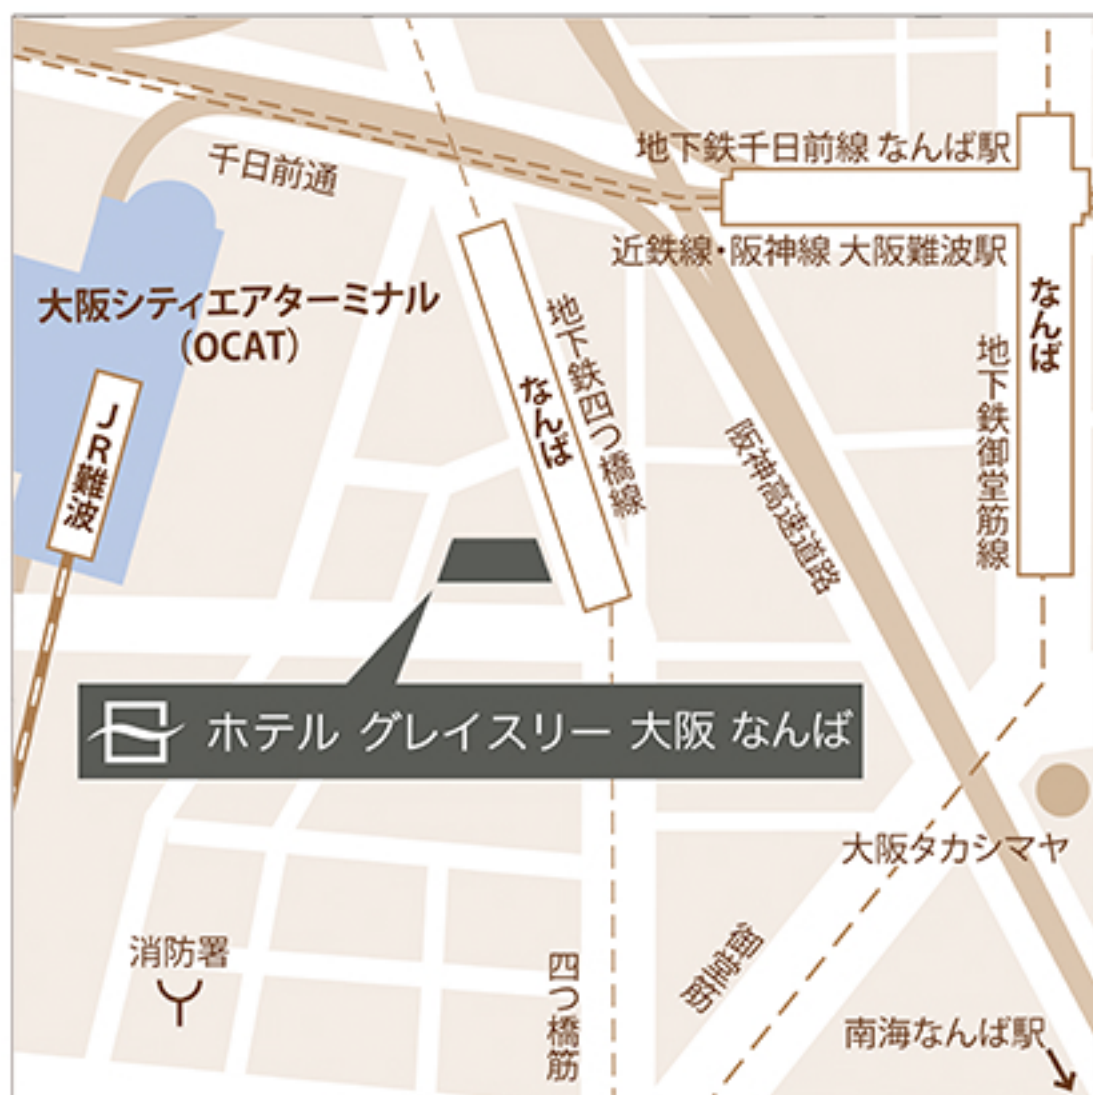 地下鉄千日前線 なんば駅
千日前通
近鉄線・阪神線 大阪難波駅
大阪シティエアターミナル
（OCAT）
なんば
地下鉄四つ橋線
なんば
地下鉄御堂筋線
JR難波
阪神高速道路
ホテル グレイスリー 大阪 なんば
大阪タカシマヤ
消防署
四つ橋筋
御堂筋
南海なんば駅